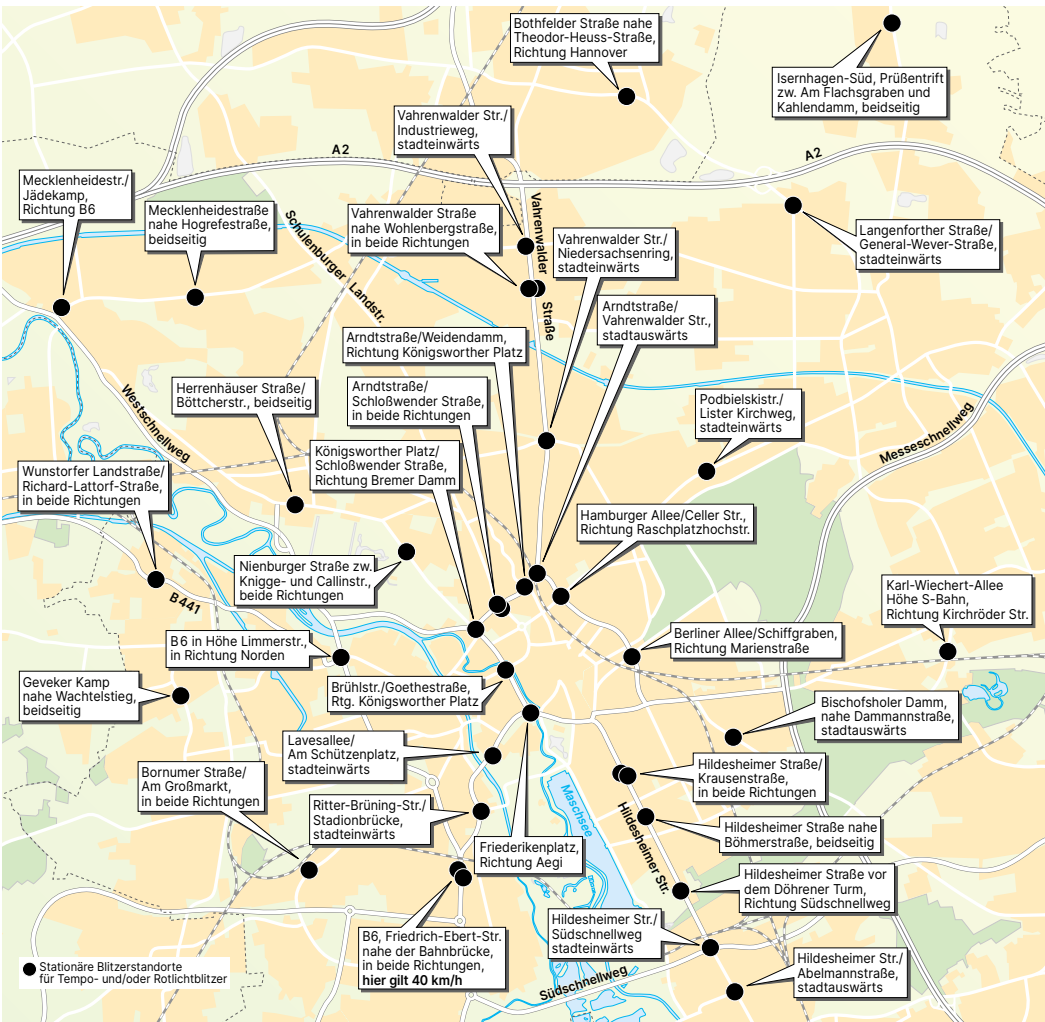 Bothfelder Straße nahe
Theodor-Heuss-Straße,
Richtung Hannover
Isernhagen-Süd, Prüßentrift
zw. Am Flachsgraben und
Kahlendamm, beidseitig
Vahrenwalder Str./
Industrieweg,
stadteinwärts
A2
A2
Mecklenheidestr./
Jädekamp,
Richtung B6
Mecklenheidestraße
nahe Hogrefestraße,
beidseitig
Schulenburger Landstr.
Vahrenwalder Straße
nahe Wohlenbergstraße,
in beide Richtungen
Vahrenwalder Straße
Vahrenwalder Str./
Niedersachsenring,
stadteinwärts
Langenforther Straße/
General-Wever-Straße,
stadteinwärts
Arndtstraße/
Vahrenwalder Str.,
stadtauswärts
Arndtstraße/Weidendamm,
Richtung Königsworther Platz
Herrenhäuser Straße/
Böttcherstr., beidseitig
Arndtstraße/
Schloßwender Straße,
in beide Richtungen
Podbielskistr./
Lister Kirchweg,
stadteinwärts
Westschnellweg
Messeschnellweg
Königsworther Platz/
Schloßwender Straße,
Richtung Bremer Damm
Wunstorfer Landstraße/
Richard-Lattorf-Straße,
in beide Richtungen
Hamburger Allee/Celler Str.,
Richtung Raschplatzhochstr.
Nienburger Straße zw.
Knigge- und Callinstr.,
beide Richtungen
B441
Karl-Wiechert-Allee
Höhe S-Bahn,
Richtung Kirchröder Str.
B6 in Höhe Limmerstr.,
in Richtung Norden
Berliner Allee/Schiffgraben,
Richtung Marienstraße
Geveker Kamp
nahe Wachtelstieg,
beidseitig
Brühlstr./Goethestraße,
Rtg. Königsworther Platz
Bischofsholer Damm,
nahe Dammannstraße,
stadtauswärts
Lavesallee/
Am Schützenplatz,
stadteinwärts
Bornumer Straße/
Am Großmarkt,
in beide Richtungen
Hildesheimer Straße/
Krausenstraße,
in beide Richtungen
Ritter-Brüning-Str./
Stadionbrücke,
stadteinwärts
Maschsee
Hildesheimer Str.
Hildesheimer Straße nahe
Böhmerstraße, beidseitig
Friederikenplatz,
Richtung Aegi
Hildesheimer Straße vor
dem Döhrener Turm,
Richtung Südschnellweg
Hildesheimer Str./
Südschnellweg
stadteinwärts
B6, Friedrich-Ebert-Str.
nahe der Bahnbrücke,
in beide Richtungen,
hier gilt 40 km/h
Südschnellweg
Hildesheimer Str./
Abelmannstraße,
stadtauswärts
Stationäre Blitzerstandorte
für Tempo- und/oder Rotlichtblitzer